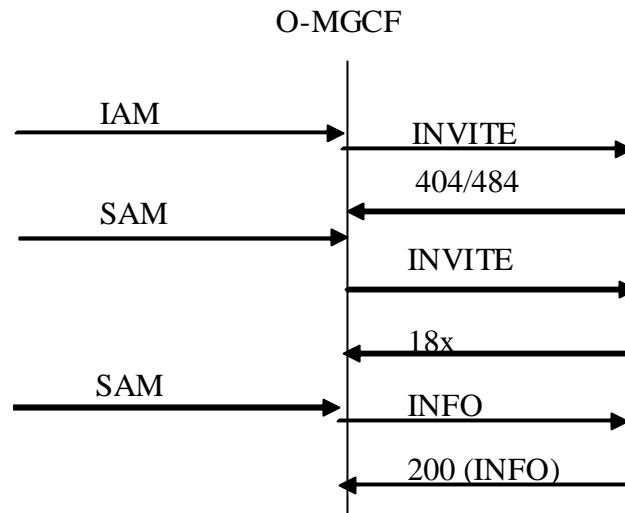 O-MGCF
IAM
INVITE
404/484
SAM
INVITE
18x
SAM
INFO
200 (INFO)